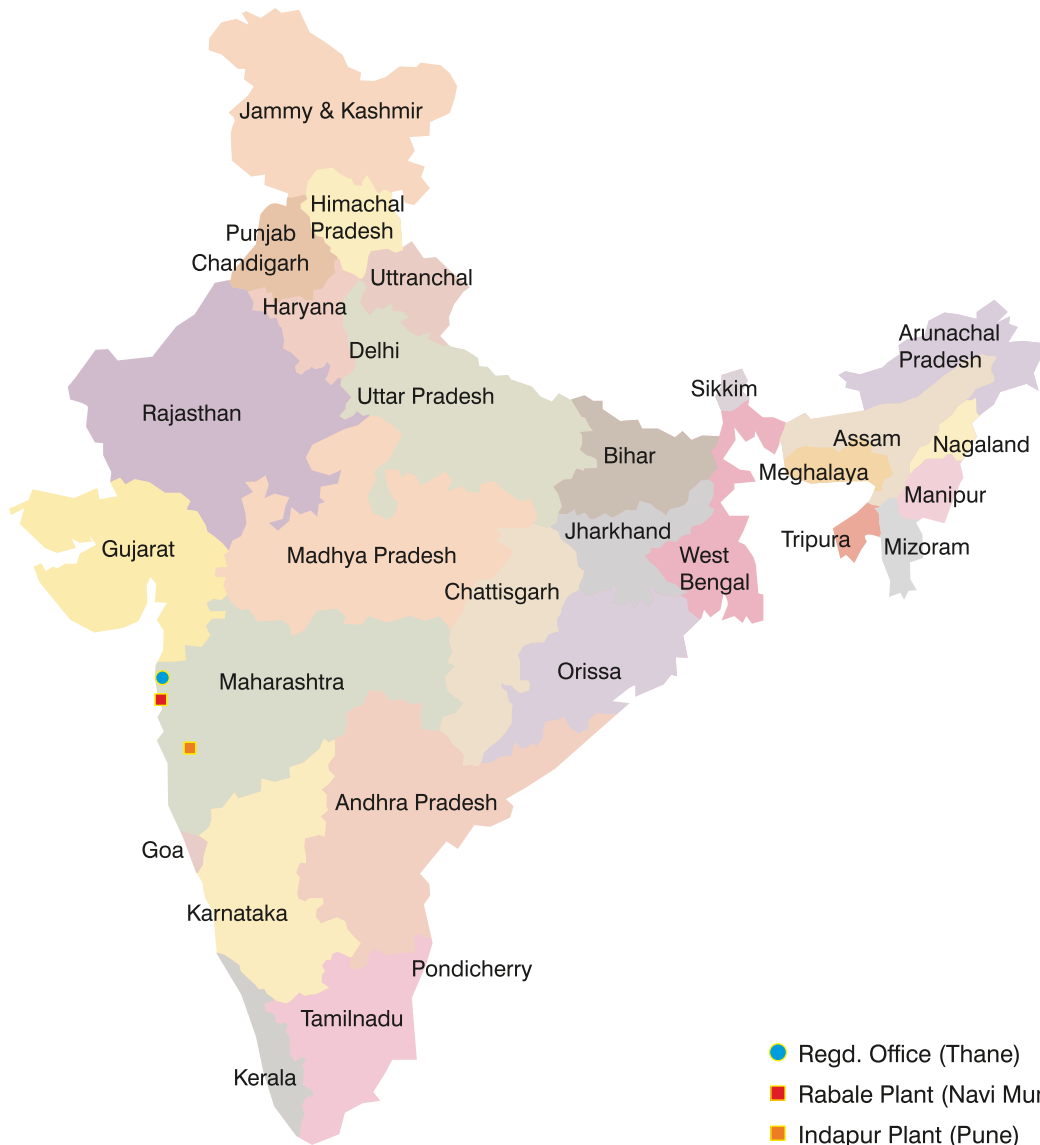 Jammy & Kashmir
Himachal
Pradesh
Punjab
Chandigarh
Uttranchal
Haryana
Delhi
Arunachal
Pradesh
Sikkim
Uttar Pradesh
Rajasthan
Assam
Nagaland
Bihar
Meghalaya
Manipur
Jharkhand
Tripura
Mizoram
Gujarat
Madhya Pradesh
West
Bengal
Chattisgarh
Orissa
Maharashtra
Andhra Pradesh
Goa
Karnataka
Pondicherry
Tamilnadu
Kerala
Regd. Office (Thane)
Rabale Plant (Navi
Indapur Plant (Pune)